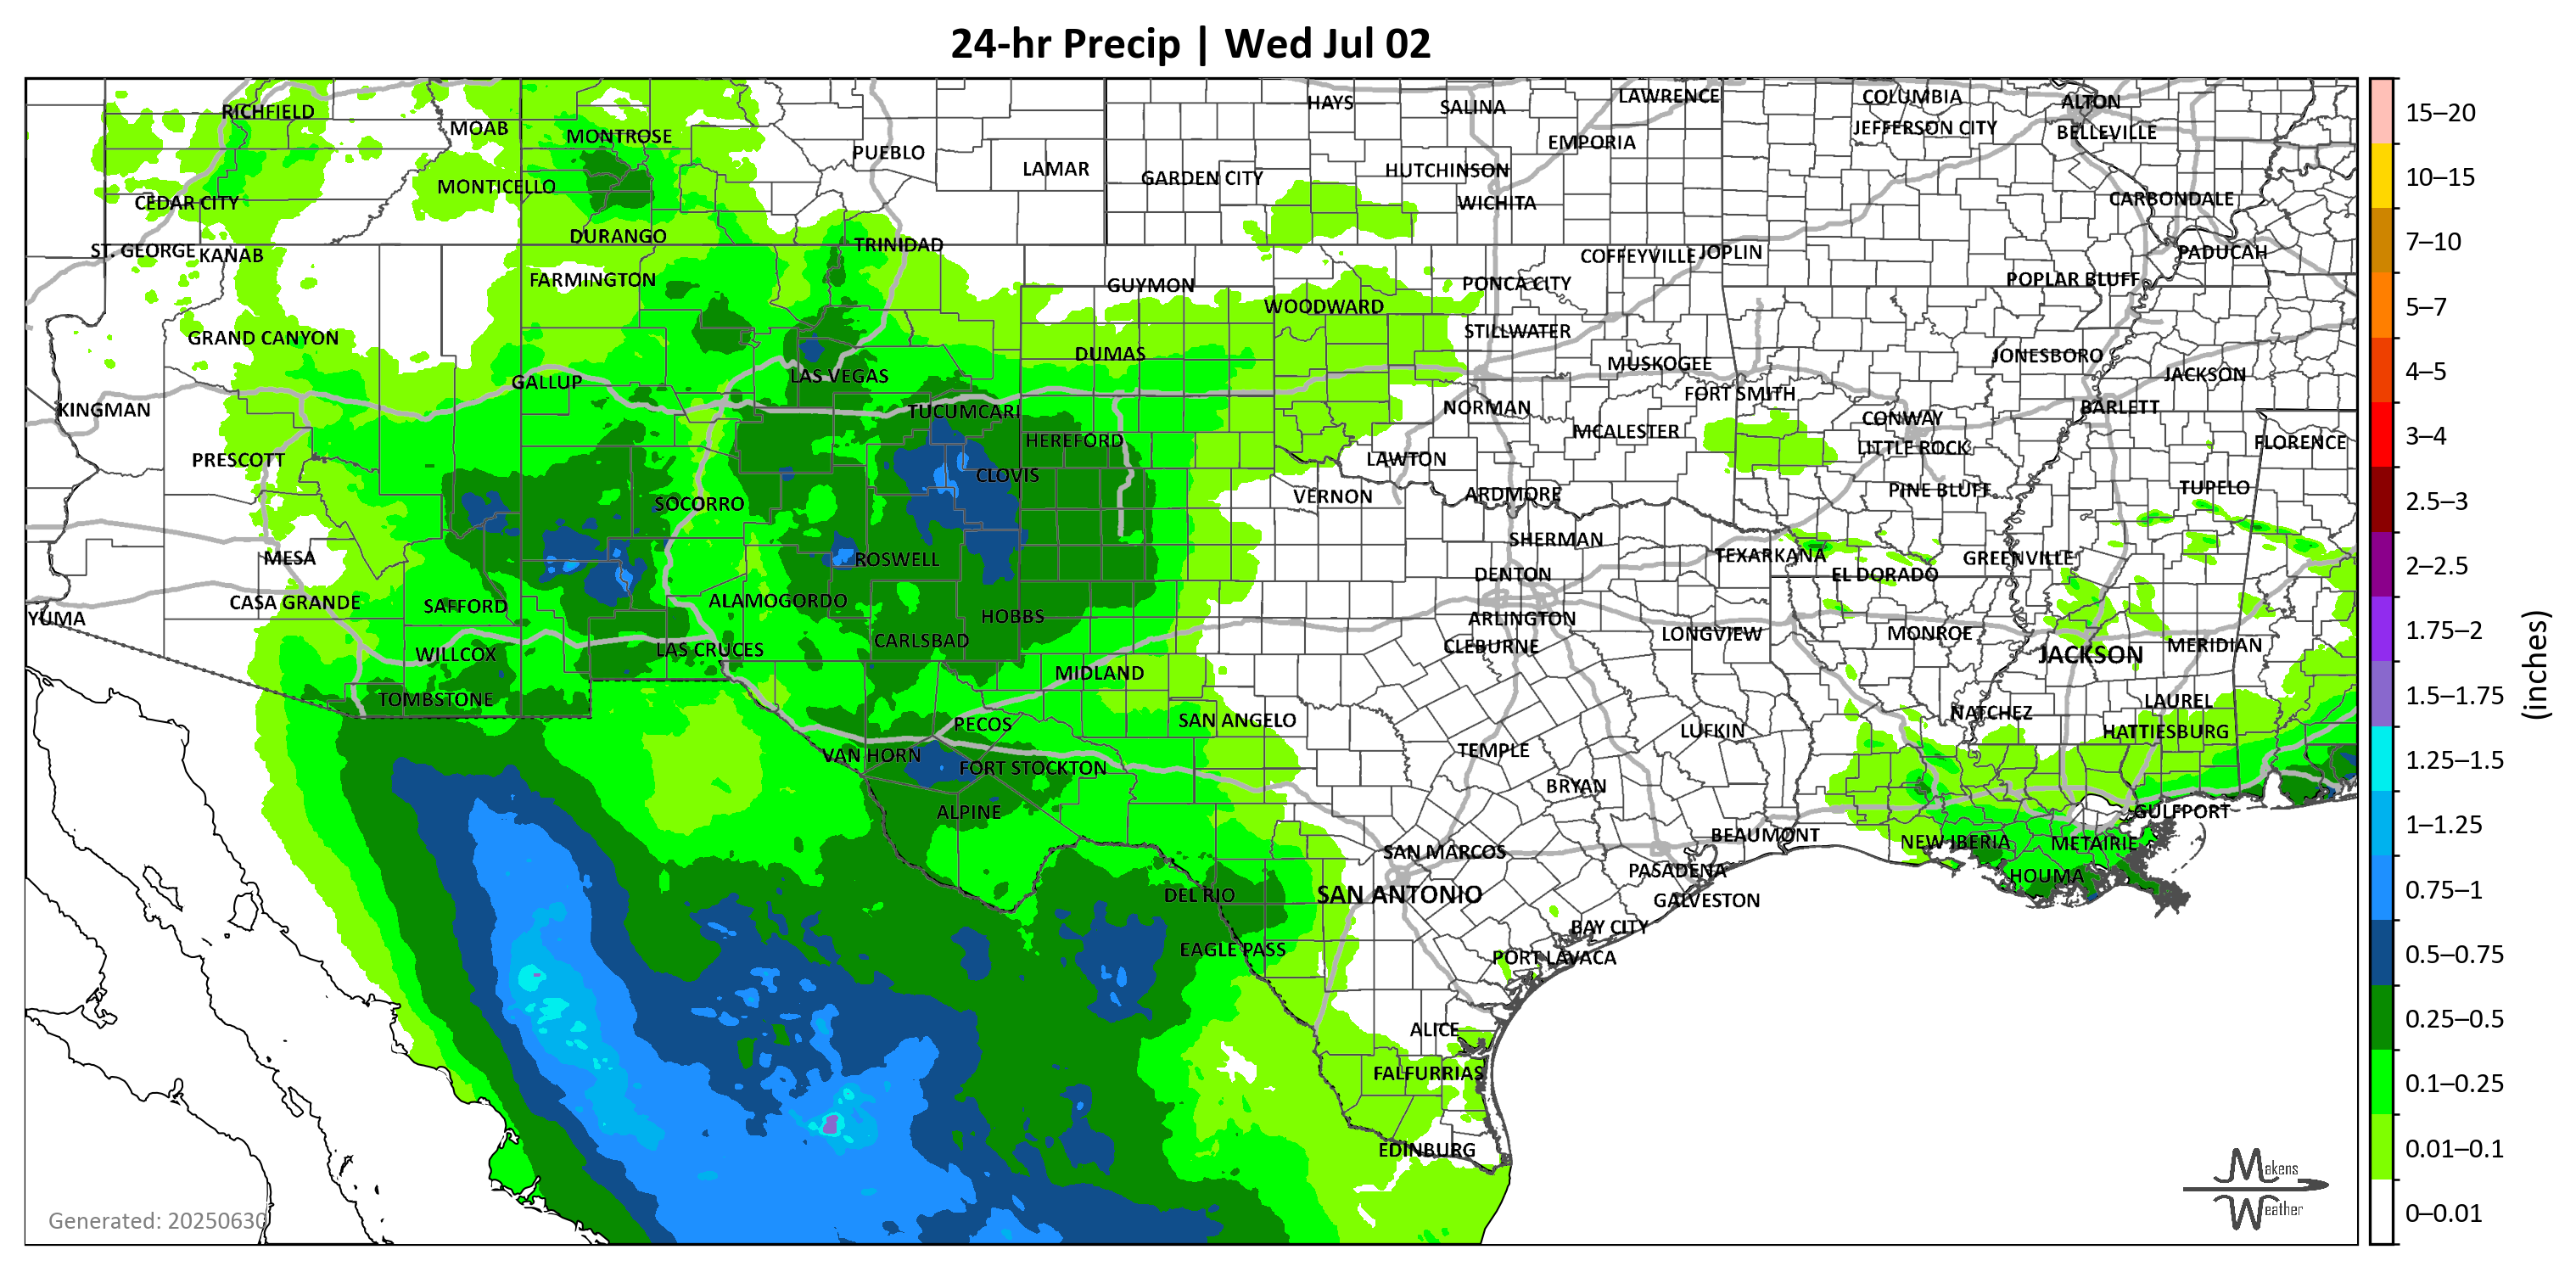 24-hr Precip | Wed Jul 02
RICHFIELD
MOAB
MONTROSE
PUEBLO
LAMAR
HAYS
SALINA
LAWRENCE
COLUMBIA
ALTON
JEFFERSON CITY
BELLEVILLE
EMPORIA
HUTCHINSON
GARDEN CITY
MONTICELLO
CEDAR CITY
WICHITA
CARBONDALE
DURANGO
TRINIDAD
ST. GEORGE
KANAB
COFFEYVILLE
JOPLIN
PADUCAH
FARMINGTON
GUYMON
PONCA CITY
POPLAR BLUFF
WOODWARD
GRAND CANYON
STILLWATER
DUMAS
MUSKOGEE
JONESBORO
GALLUP
LAS VEGAS
JACKSON
FORT SMITH
KINGMAN
TUCUMCARI
NORMAN
BARLETT
CONWAY
HEREFORD
MCALESTER
LITTLE ROCK
FLORENCE
PRESCOTT
LAWTON
CLOVIS
SOCORRO
VERNON
ARDMORE
PINE BLUFF
TUPELO
MESA
ROSWELL
SHERMAN
TEXARKANA
GREENVILLE
DENTON
EL DORADO
CASA GRANDE
SAFFORD
ALAMOGORDO
YUMA
HOBBS
ARLINGTON
CARLSBAD
LONGVIEW
MONROE
WILLCOX
LAS CRUCES
CLEBURNE
JACKSON
MERIDIAN
MIDLAND
TOMBSTONE
LAUREL
PECOS
SAN ANGELO
NATCHEZ
LUFKIN
HATTIESBURG
VAN HORN
FORT STOCKTON
TEMPLE
BRYAN
ALPINE
GULFPORT
BEAUMONT
NEW IBERIA
METAIRIE
SAN MARCOS
PASADENA
HOUMA
DEL RIO
SAN ANTONIO
GALVESTON
BAY CITY
EAGLE PASS
PORT LAVACA
ALICE
FALFURRIAS
EDINBURG
Generated: 20250630
Makens
Weather
15–20
10–15
7–10
5–7
4–5
3–4
2.5–3
2–2.5
1.75–2
1.5–1.75
1.25–1.5
1–1.25
0.75–1
0.5–0.75
0.25–0.5
0.1–0.25
0.01–0.1
0–0.01
(inches)